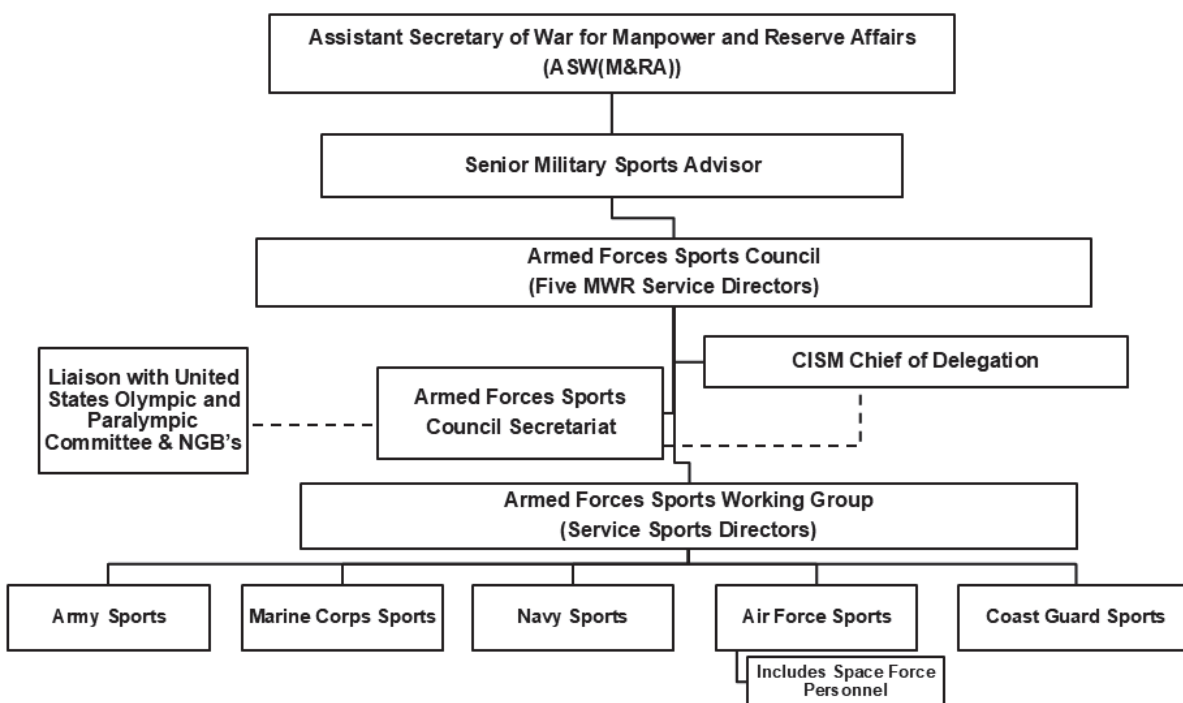 Assistant Secretary of War for Manpower and Reserve Affairs
(ASW(M&RA))
Senior Military Sports Advisor
Armed Forces Sports Council
(Five MWR Service Directors)
CISM Chief of Delegation
Liaison with United
States Olympic and
Paralympic
Committee & NGB's
Armed Forces Sports
Council Secretariat
Armed Forces Sports Working Group
(Service Sports Directors)
Army Sports
Marine Corps Sports
Navy Sports
Air Force Sports
Coast Guard Sports
Includes Space Force
Personnel